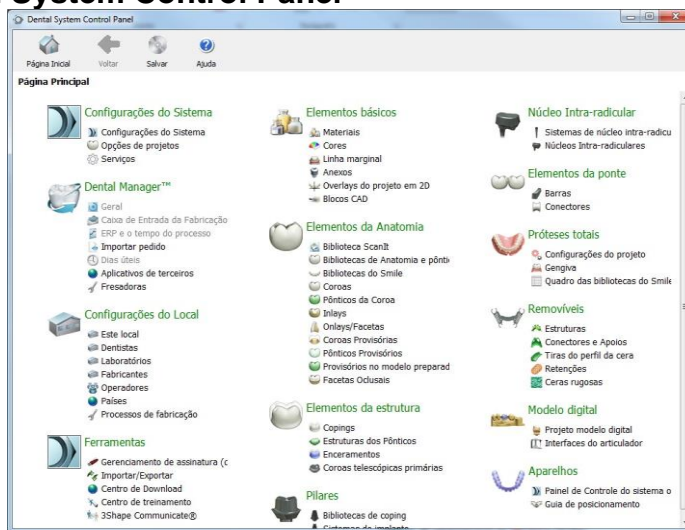 System Control Panel
Dental System Control Panel
Página Inicial
Voltar
Salvar
Ajuda
Página Principal
Configurações do Sistema
Configurações do Sistema
Opções de projetos
Serviços
Dental Manager™
Geral
Caixa de Entrada da Fabricação
ERP e o tempo do processo
Importar pedido
Dias úteis
Aplicativos de terceiros
Fresadoras
Configurações do Local
Este local
Dentistas
Laboratórios
Fabricantes
Operadores
Países
Processos de fabricação
Ferramentas
Gerenciamento de assinatura (c
Importar/Exportar
Centro de Download
Centro de treinamento
3Shape Communicate®
Elementos básicos
Materiais
Cores
Linha marginal
Anexos
Overlays do projeto em 2D
Blocos CAD
Elementos da Anatomia
Biblioteca ScanIt
Bibliotecas de Anatomia e pônti
Bibliotecas do Smile
Coroas
Pônticos da Coroa
Inlays
Onlays/Facetas
Coroas Provisórias
Pônticos Provisórios
Provisórios no modelo preparad
Facetas Oclusais
Elementos da estrutura
Copings
Estruturas dos Pônticos
Enceramentos
Coroas telescópicas primárias
Pilares
Bibliotecas de coping
Sistemas de implante
Núcleo Intra-radicular
Sistemas de núcleo intra-radicu
Núcleos Intra-radiculares
Elementos da ponte
Barras
Conectores
Próteses totais
Configurações do projeto
Gengiva
Quadro das bibliotecas do Smile
Removíveis
Estruturas
Conectores e Apoios
Tiras do perfil da cera
Retenções
Ceras rugosas
Modelo digital
Projeto modelo digital
Interfaces do articulador
Aparelhos
Painel de Controle do sistema o
Guia de posicionamento